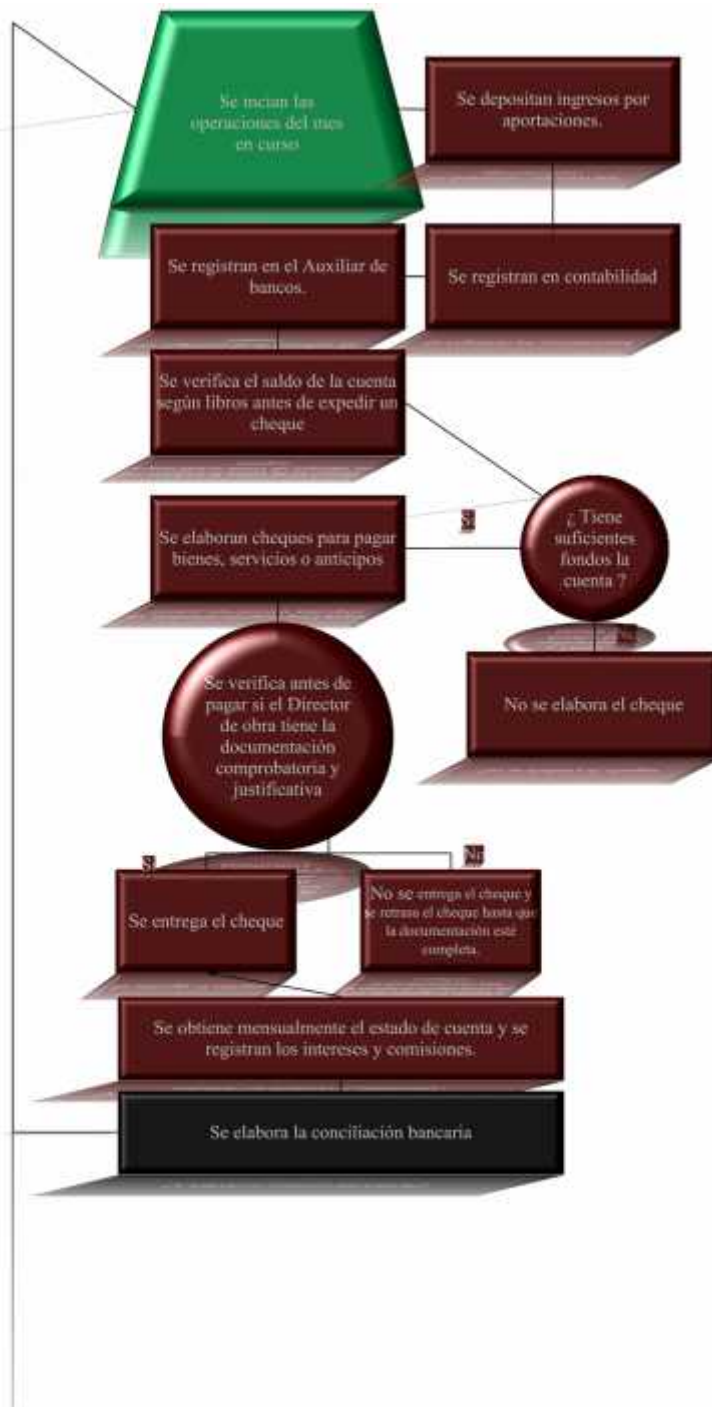 Se incian las
operaciones del mes
en curso
Se depositan ingresos por
aportaciones.
Se registran en contabilidad
Se registran en el Auxiliar de
bancos.
Se verifica el saldo de la cuenta
según libros antes de expedir un
cheque
¿ Tiene
suficientes
fondos la
cuenta ?
Si
No
Se elaboran cheques para pagar
bienes, servicios o anticipos
No se elabora el cheque
Se verifica antes de
pagar si el Director
de obra tiene la
documentación
comprobatoria y
justificativa
Si
No
Se entrega el cheque
No se entrega el cheque y
se retrasa el cheque hasta que
la documentación esté
completa.
Se obtiene mensualmente el estado de cuenta y se
registran los intereses y comisiones.
Se elabora la conciliación bancaria